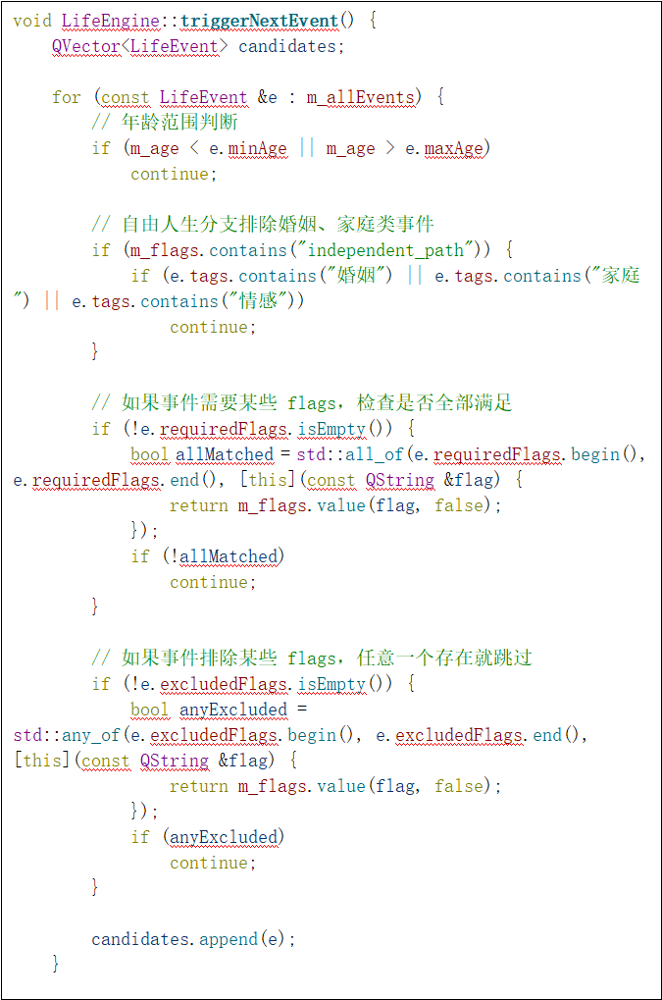 void LifeEngine::triggerNextEvent() {
    QVector<LifeEvent> candidates;

    for (const LifeEvent &e : m_allEvents) {
        // 年龄范围判断
        if (m_age < e.minAge || m_age > e.maxAge)
            continue;

        // 自由人生分支排除婚姻、家庭类事件
        if (m_flags.contains("independent_path")) {
            if (e.tags.contains("婚姻") || e.tags.contains("家庭
") || e.tags.contains("情感"))
                continue;
        }

        // 如果事件需要某些 flags，检查是否全部满足
        if (!e.requiredFlags.isEmpty()) {
            bool allMatched = std::all_of(e.requiredFlags.begin(),
e.requiredFlags.end(), [this](const QString &flag) {
                return m_flags.value(flag, false);
            });
            if (!allMatched)
                continue;
        }

        // 如果事件排除某些 flags，任意一个存在就跳过
        if (!e.excludedFlags.isEmpty()) {
            bool anyExcluded =
std::any_of(e.excludedFlags.begin(), e.excludedFlags.end(),
[this](const QString &flag) {
                return m_flags.value(flag, false);
            });
            if (anyExcluded)
                continue;
        }

        candidates.append(e);
    }